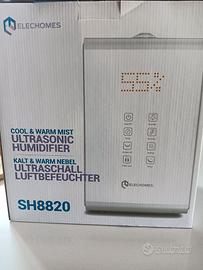 ELECHOMES
55%
COOL & WARM MIST
ULTRASONIC
HUMIDIFIER
KALT & WARM NEBEL
ULTRASCHALL
LUFTBEFEUCHTER
ELECHOMES
SH8820